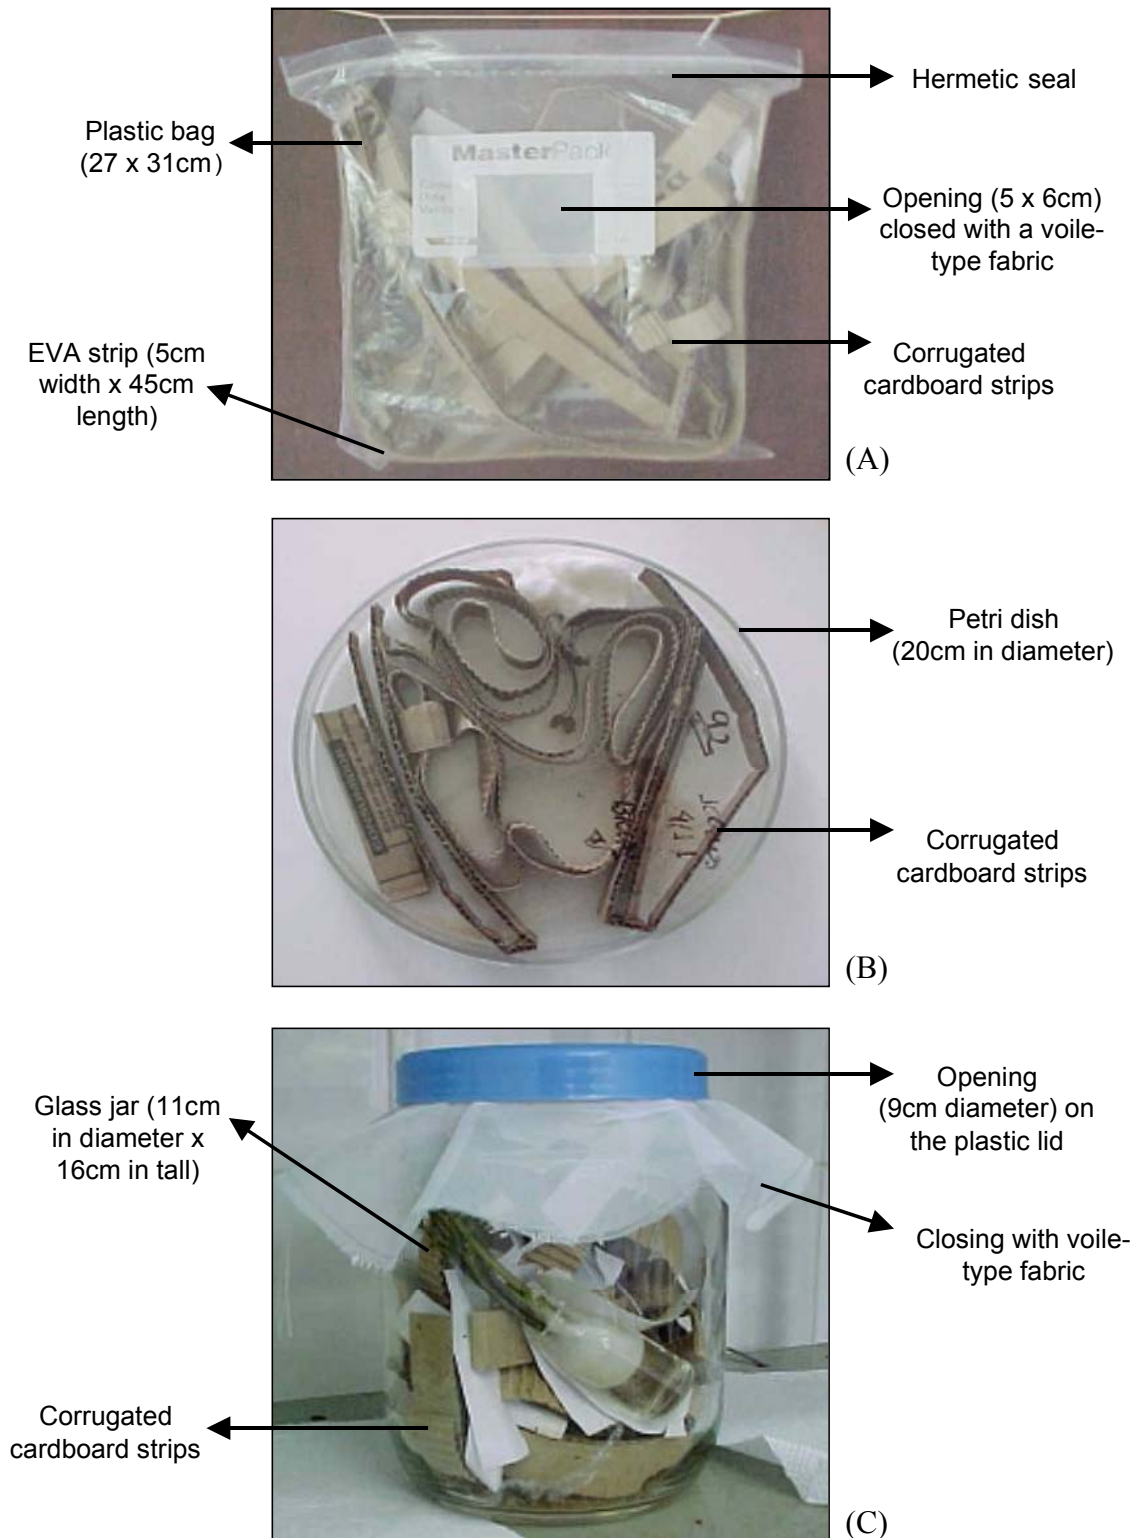 Hermetic seal
Plastic bag
(27 x 31cm)
MasterPack
Opening (5 x 6cm)
closed with a voile-
type fabric
EVA strip (5cm
width x 45cm
length)
Corrugated
cardboard strips
(A)
Petri dish
(20cm in diameter)
92
411
Corrugated
cardboard strips
(B)
Opening
(9cm diameter) on
the plastic lid
Glass jar (11cm
in diameter x
16cm in tall)
Closing with voile-
type fabric
Corrugated
cardboard strips
(C)